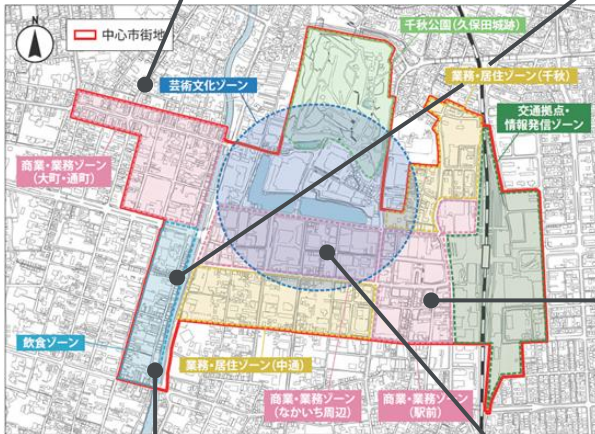 N
中心市街地
千秋公園(久保田城跡)
芸術文化ゾーン
業務・居住ゾーン(千秋)
交通拠点・
情報発信ゾーン
商業・業務ゾーン
(大町・通町)
飲食ゾーン
業務・居住ゾーン(中通)
商業・業務ゾーン
(なかいち周辺)
商業・業務ゾーン
(駅前)